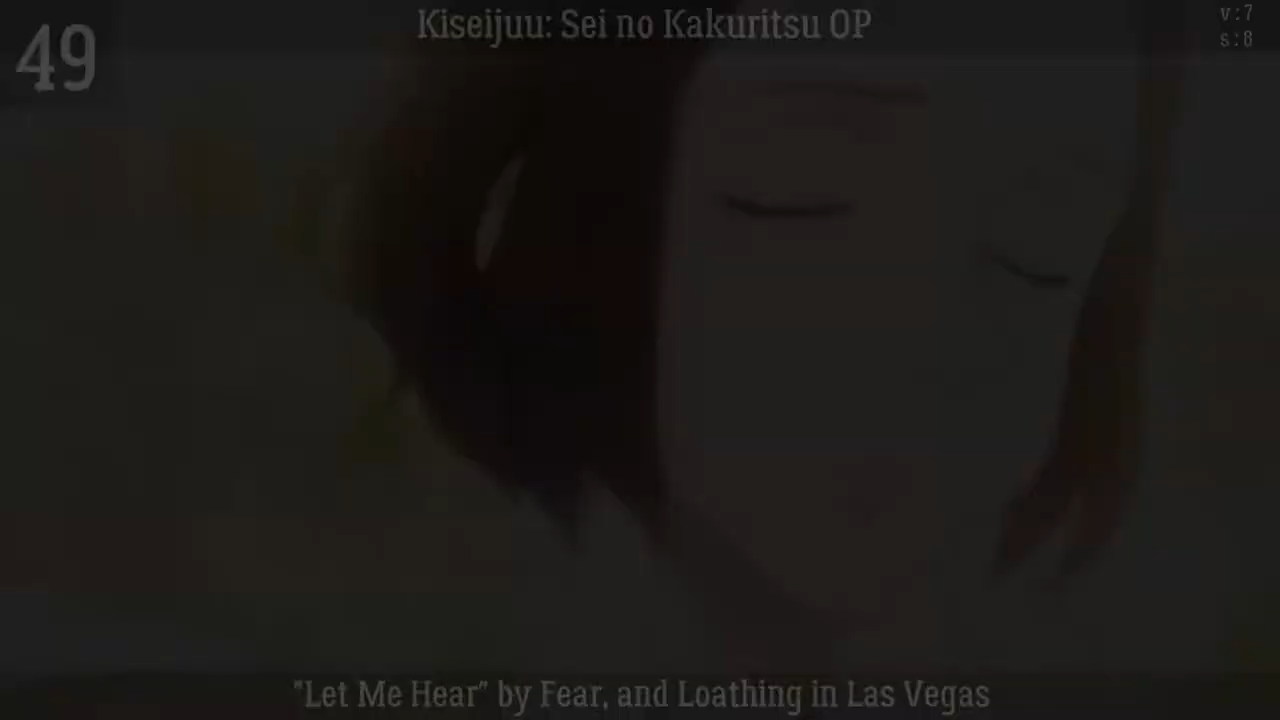 49
Kiseijuu: Sei no Kakuritsu OP
v:7
s:8
"Let Me Hear" by Fear, and Loathing in Las Vegas